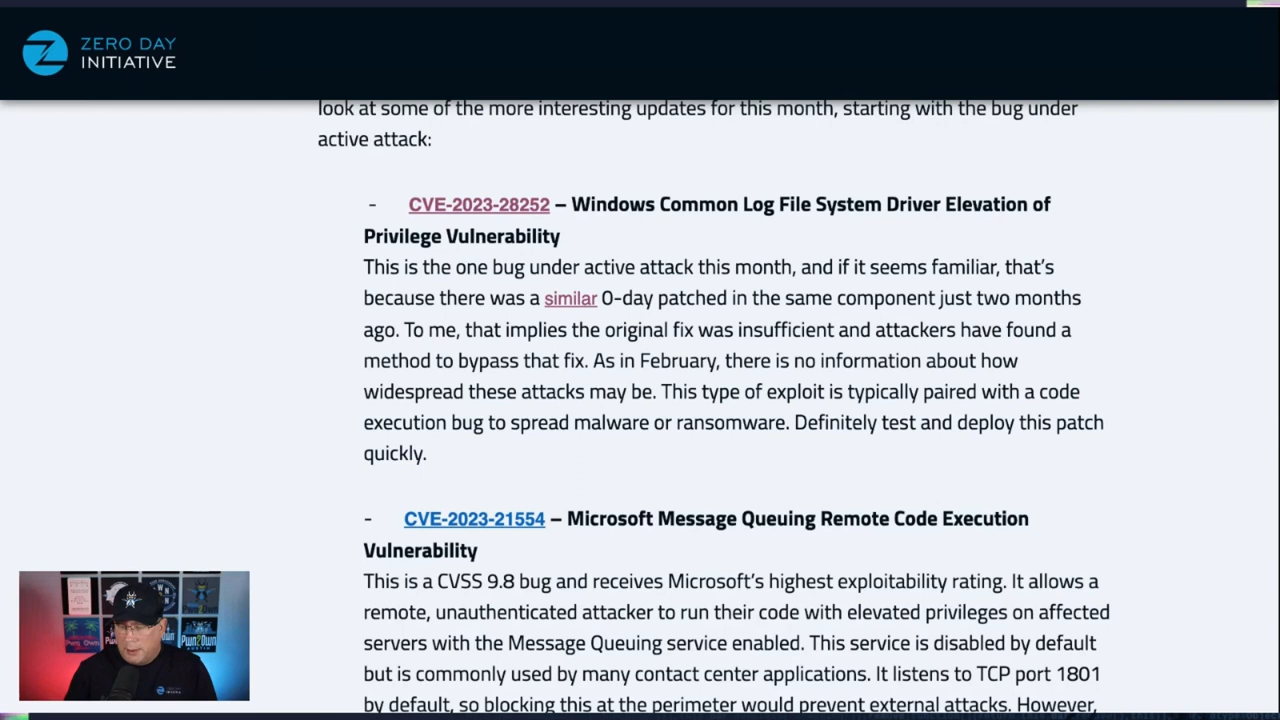 ZERO DAY
INITIATIVE
look at some of the more interesting updates for this month, starting with the bug under
active attack:
- CVE-2023-28252 – Windows Common Log File System Driver Elevation of
Privilege Vulnerability
This is the one bug under active attack this month, and if it seems familiar, that’s
because there was a similar 0-day patched in the same component just two months
ago. To me, that implies the original fix was insufficient and attackers have found a
method to bypass that fix. As in February, there is no information about how
widespread these attacks may be. This type of exploit is typically paired with a code
execution bug to spread malware or ransomware. Definitely test and deploy this patch
quickly.
- CVE-2023-21554 – Microsoft Message Queuing Remote Code Execution
Vulnerability
This is a CVSS 9.8 bug and receives Microsoft’s highest exploitability rating. It allows a
remote, unauthenticated attacker to run their code with elevated privileges on affected
servers with the Message Queuing service enabled. This service is disabled by default
but is commonly used by many contact center applications. It listens to TCP port 1801
by default, so blocking this at the perimeter would prevent external attacks. However,